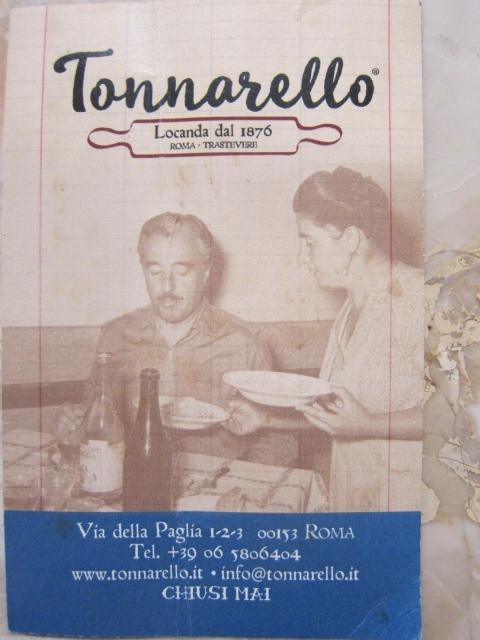 Tonnarello®
Locanda dal 1876
ROMA - TRASTEVERE
Via della Paglia 1-2-3 00153 ROMA
Tel. +39 06 5806404
www.tonnarello.it • info@tonnarello.it
CHIUSI MAI